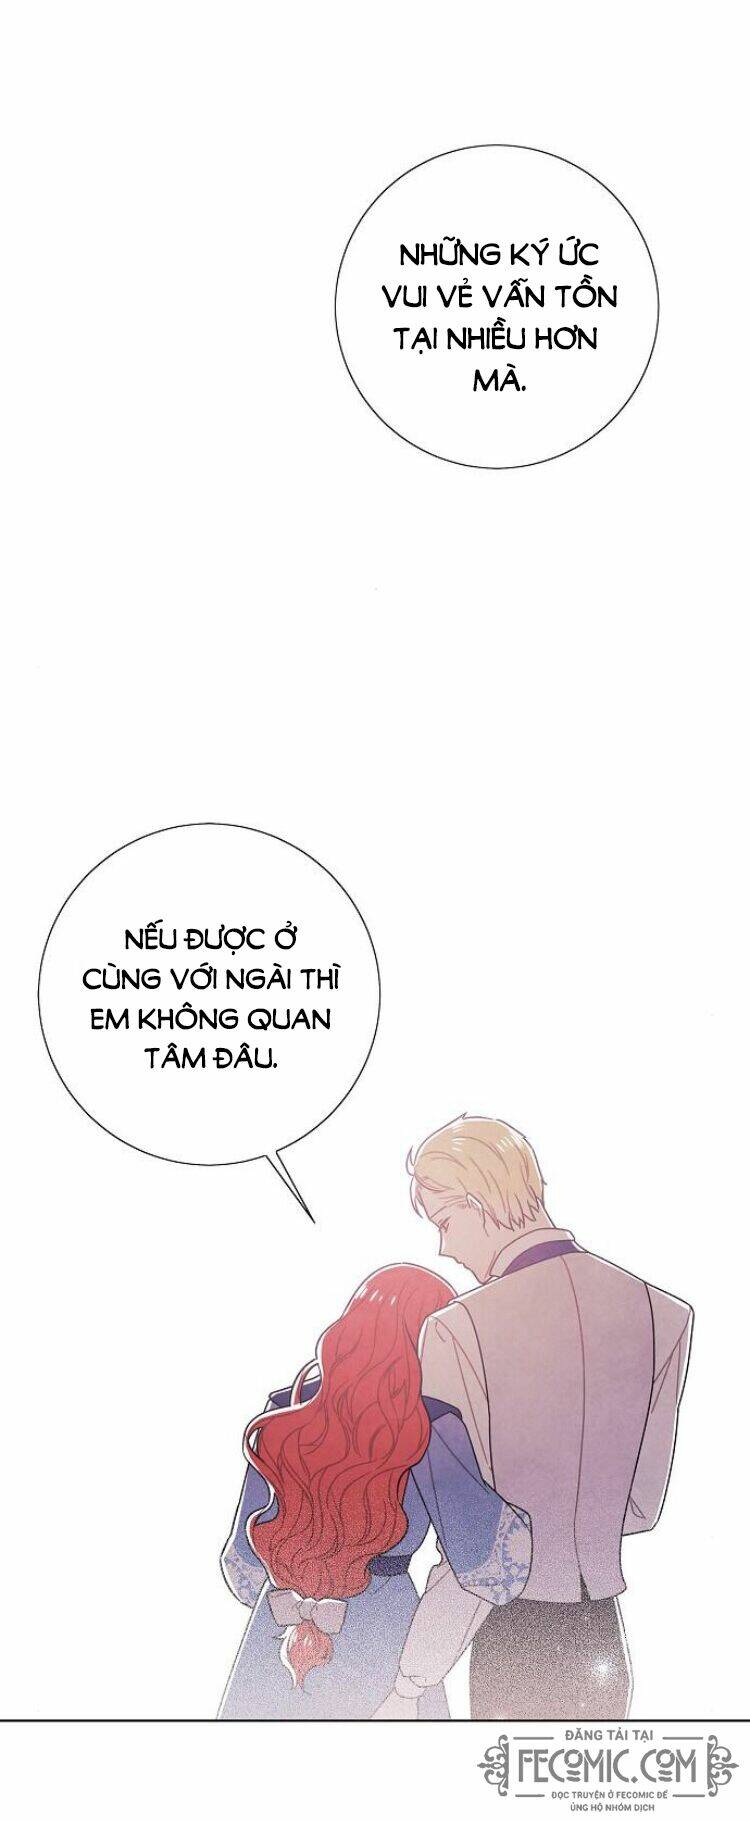 NHỮNG KÝ ỨC
VUI VẺ VẪN TỒN
TẠI NHIỀU HƠN
MÀ.
NẾU ĐƯỢC Ở
CÙNG VỚI NGÀI THÌ
EM KHÔNG QUAN
TÂM ĐÂU.
ĐĂNG TẢI TẠI
FECOMIC.COM
ĐỌC TRUYỆN Ở FECOMIC ĐỂ
ỦNG HỘ NHÓM DỊCH